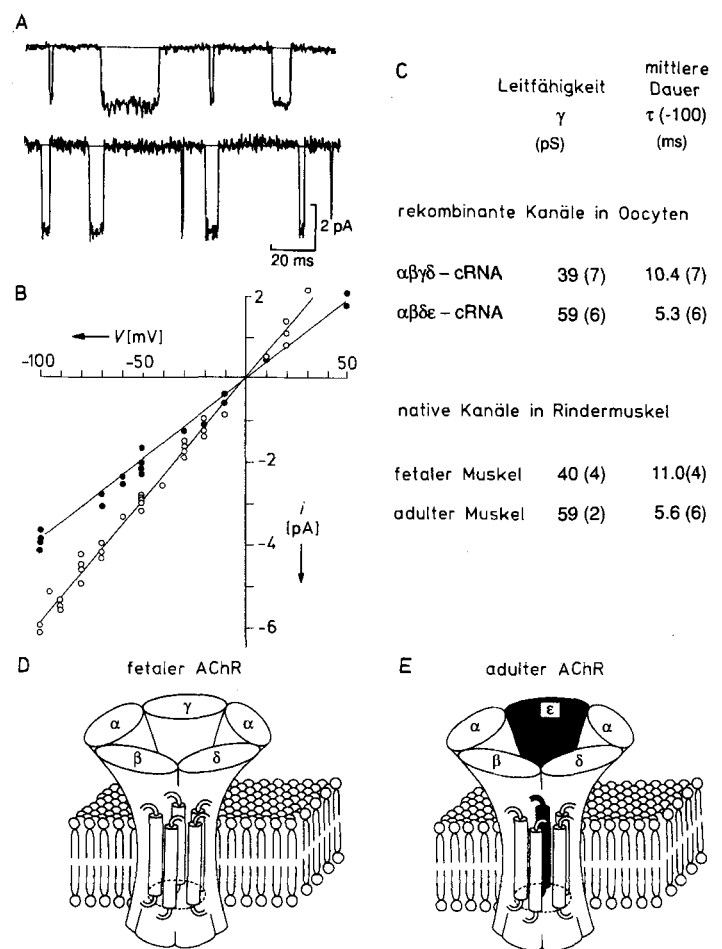 A
2 pA
20 ms
B
V [mV]
-100
-50
50
2
-2
-4
-6
i
[pA]
C
Leitfähigkeit
γ
(pS)
mittlere
Dauer
τ (-100)
(ms)
rekombinante Kanäle in Oocyten
αβγδ – cRNA 39 (7) 10.4 (7)
αβδε – cRNA 59 (6) 5.3 (6)
native Kanäle in Rindermuskel
fetaler Muskel 40 (4) 11.0(4)
adulter Muskel 59 (2) 5.6 (6)
D fetaler AChR
γ
α α
β δ
E adulter AChR
ε
α α
β δ